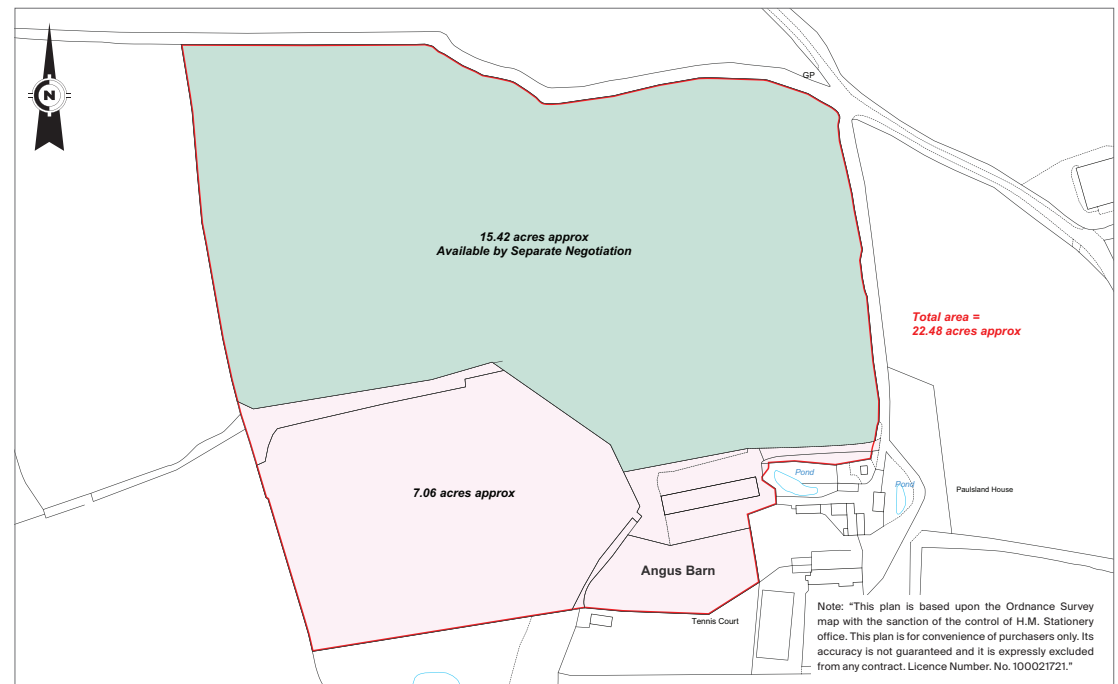 GP
N
15.42 acres approx
Available by Separate Negotiation
Total area =
22.48 acres approx
Pond
Pond
Paulsland House
7.06 acres approx
Angus Barn
Tennis Court
Note: “This plan is based upon the Ordnance Survey
map with the sanction of the control of H.M. Stationery
office. This plan is for convenience of purchasers only. Its
accuracy is not guaranteed and it is expressly excluded
from any contract. Licence Number. No. 100021721.”